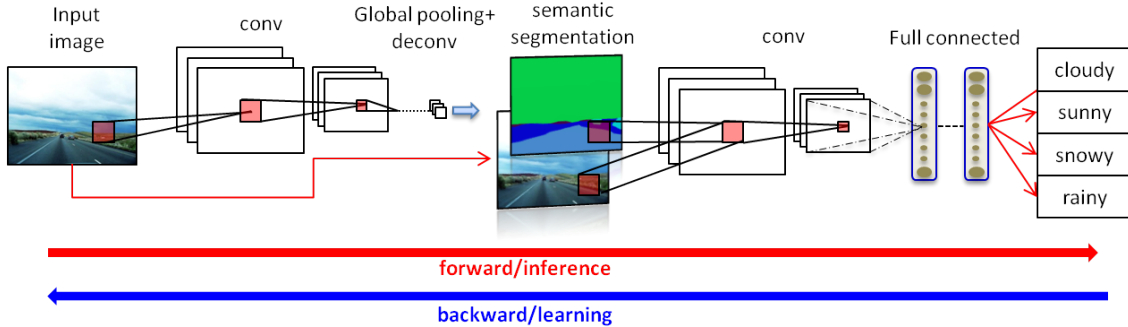 Input
image
conv
Global pooling+
deconv
semantic
segmentation
conv
Full connected
cloudy
sunny
snowy
rainy
forward/inference
backward/learning